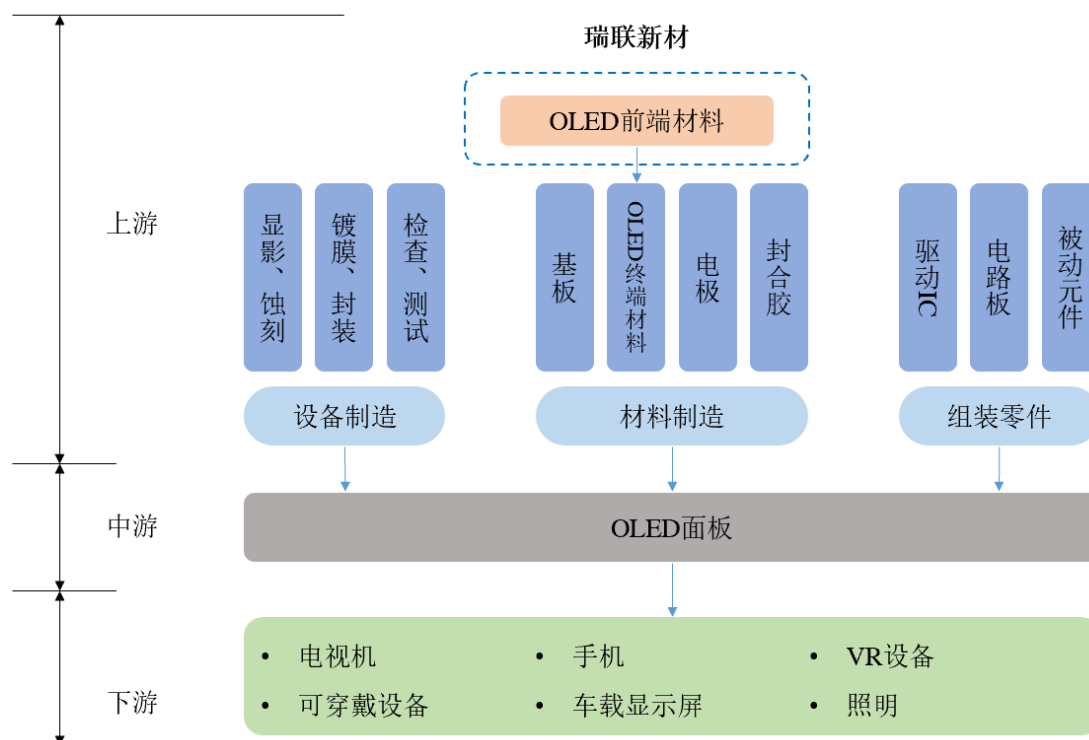 瑞联新材
OLED前端材料
上游
显影、蚀刻
镀膜、封装
检查、测试
基板
OLED终端材料
电极
封合胶
驱动IC
电路板
被动元件
设备制造
材料制造
组装零件
中游
OLED面板
下游
• 电视机
• 手机
• VR设备
• 可穿戴设备
• 车载显示屏
• 照明